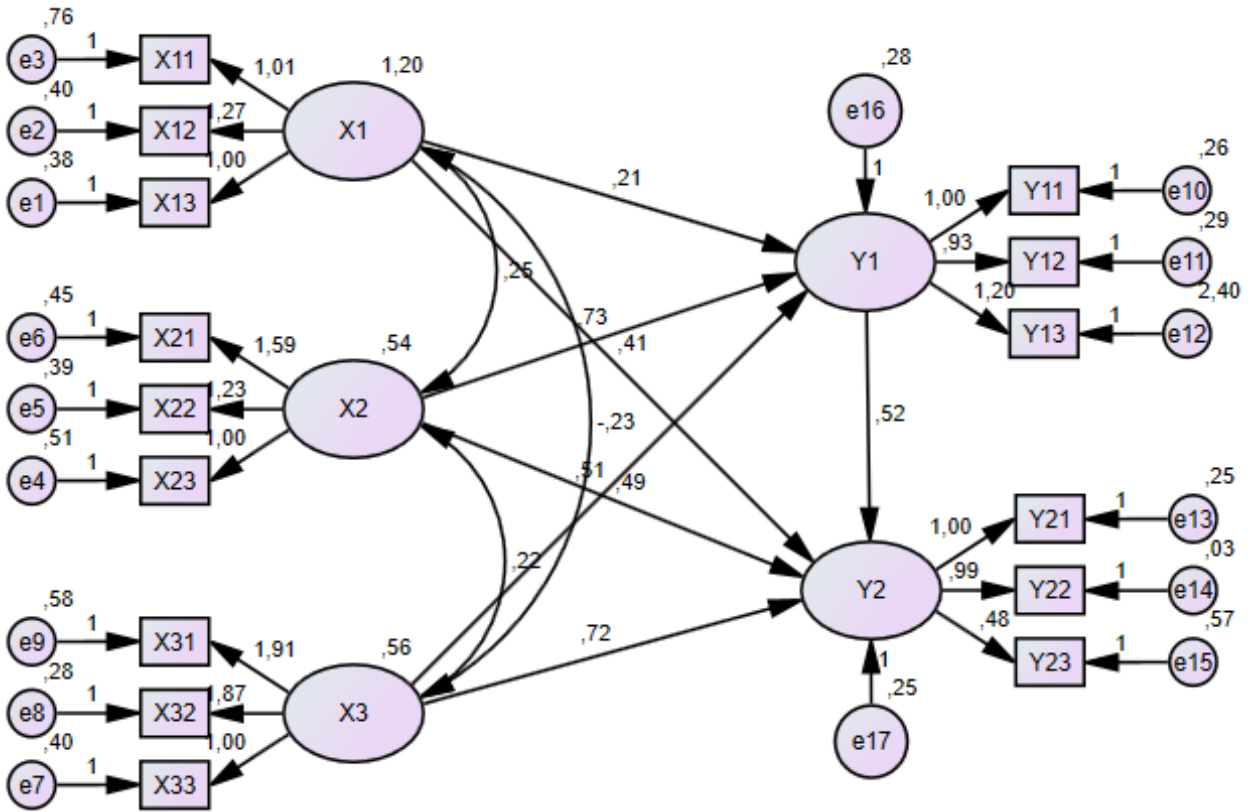 ,76
e3 1 X11 1,01
,40
e2 1 X12 1,27
,38
e1 1 X13 1,00
1,20
X1
,45
e6 1 X21 1,59
,39
e5 1 X22 1,23
,51
e4 1 X23 1,00
,54
X2
,58
e9 1 X31 1,91
,28
e8 1 X32 1,87
,40
e7 1 X33 1,00
,56
X3
,25
-,23
,22
,21
,73
,41
,51
,49
,72
,52
,28
e16
1
Y1
1,00 Y11 1 e10 ,26
,93 Y12 1 e11 ,29
1,20 Y13 1 e12 2,40
Y2
1,00 Y21 1 e13 ,25
,99 Y22 1 e14 ,03
,48 Y23 1 e15 ,57
1
,25
e17